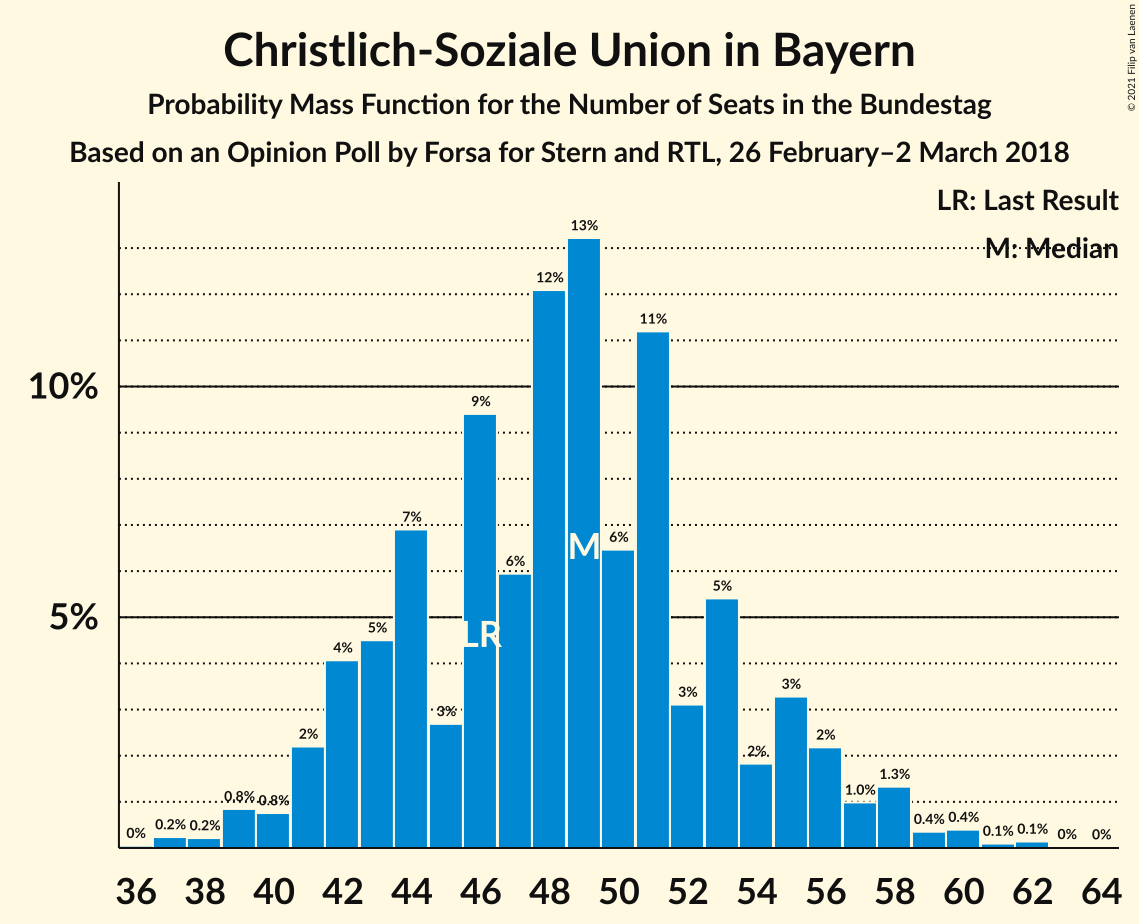 Christlich-Soziale Union in Bayern
Probability Mass Function for the Number of Seats in the Bundestag
Based on an Opinion Poll by Forsa for Stern and RTL, 26 February–2 March 2018
© 2021 Filip van Laenen
LR: Last Result
M: Median
10%
5%
0% 0.2% 0.2% 0.8% 0.8% 2% 4% 5% 7% 3% 9% 6% 12% 13% 6% 11% 3% 5% 2% 3% 2% 1.0% 1.3% 0.4% 0.4% 0.1% 0.1% 0% 0%
LR M
36 38 40 42 44 46 48 50 52 54 56 58 60 62 64